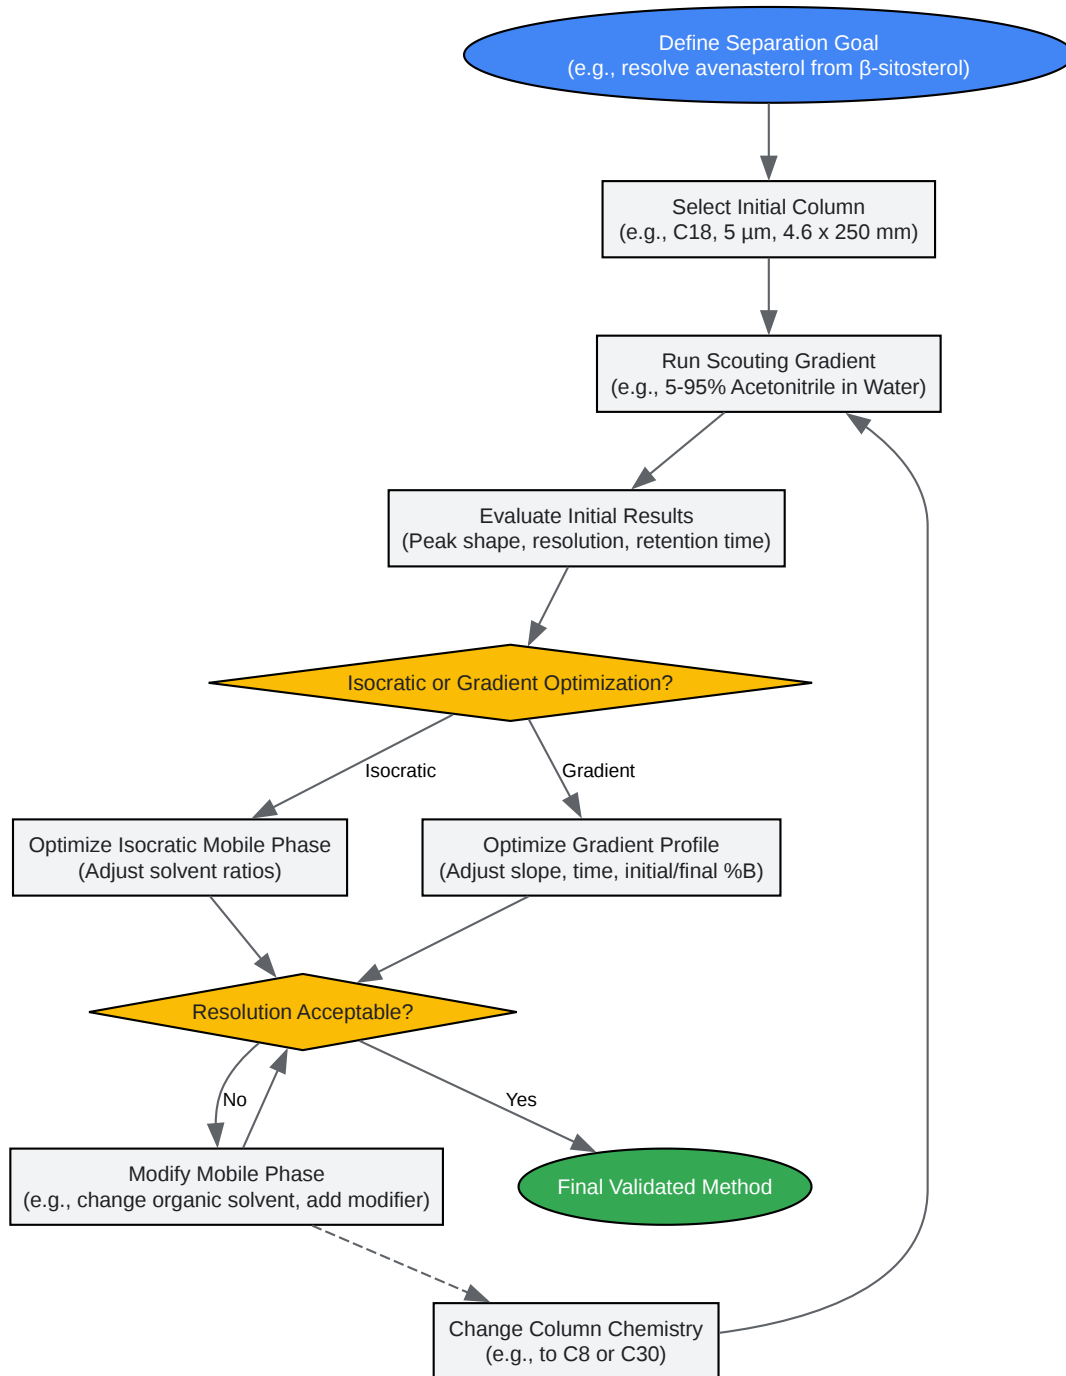 Define Separation Goal
(e.g., resolve avenasterol from β-sitosterol)
Select Initial Column
(e.g., C18, 5 µm, 4.6 x 250 mm)
Run Scouting Gradient
(e.g., 5-95% Acetonitrile in Water)
Evaluate Initial Results
(Peak shape, resolution, retention time)
Isocratic or Gradient Optimization?
Isocratic
Gradient
Optimize Isocratic Mobile Phase
(Adjust solvent ratios)
Optimize Gradient Profile
(Adjust slope, time, initial/final %B)
Resolution Acceptable?
No
Yes
Modify Mobile Phase
(e.g., change organic solvent, add modifier)
Final Validated Method
Change Column Chemistry
(e.g., to C8 or C30)